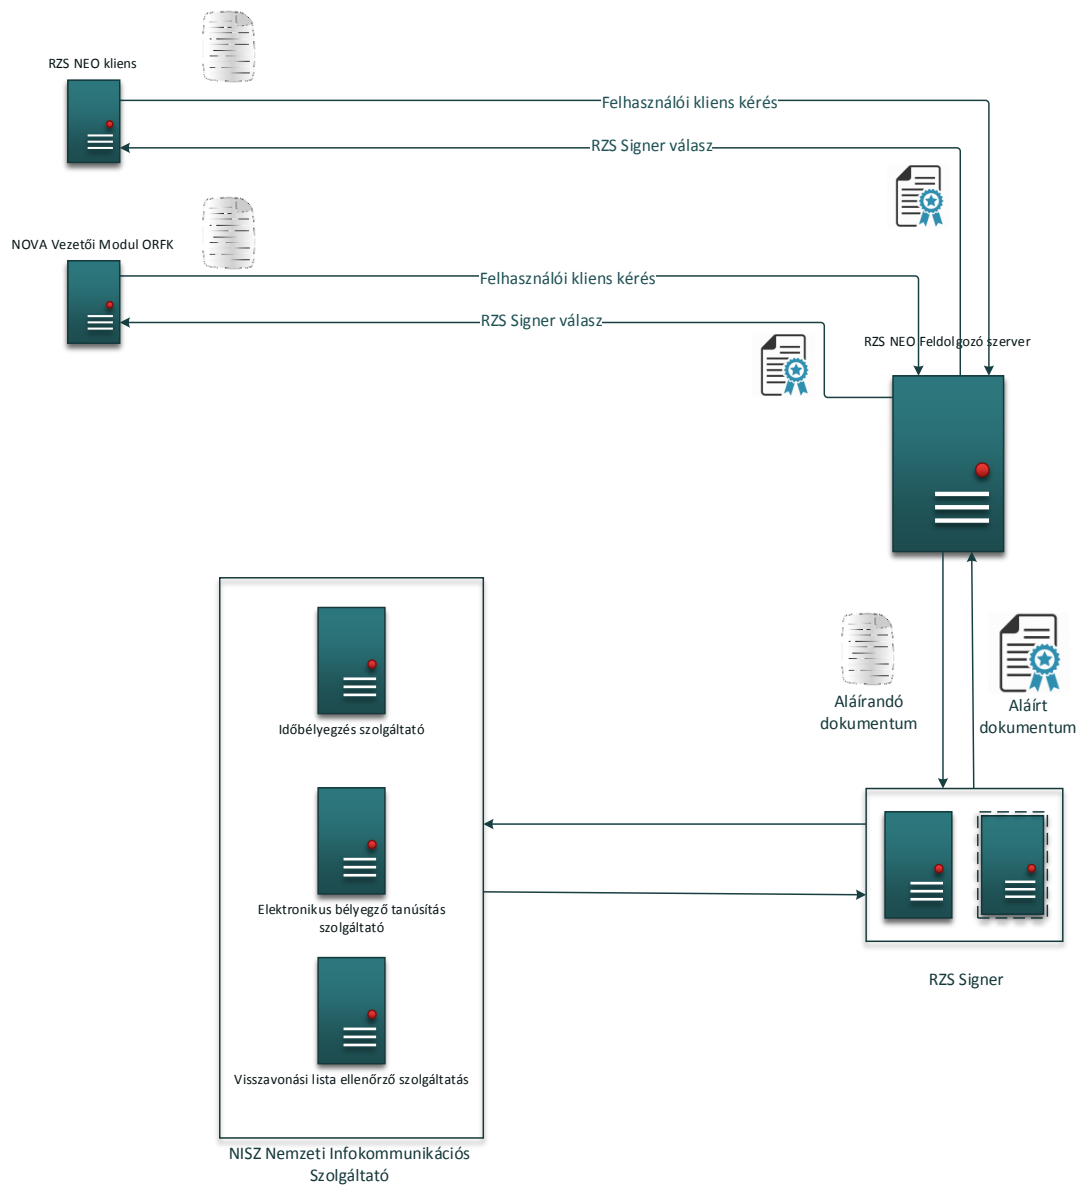 RZS NEO kliens
Felhasználói kliens kérés
RZS Signer válasz
NOVA Vezetői Modul ORFK
Felhasználói kliens kérés
RZS Signer válasz
RZS NEO Feldolgozó szerver
Aláírandó
dokumentum
Aláírt
dokumentum
Időbélyegzés szolgáltató
Elektronikus bélyegző tanúsítás
szolgáltató
RZS Signer
Visszavonási lista ellenőrző szolgáltatás
NISZ Nemzeti Infokommunikációs
Szolgáltató